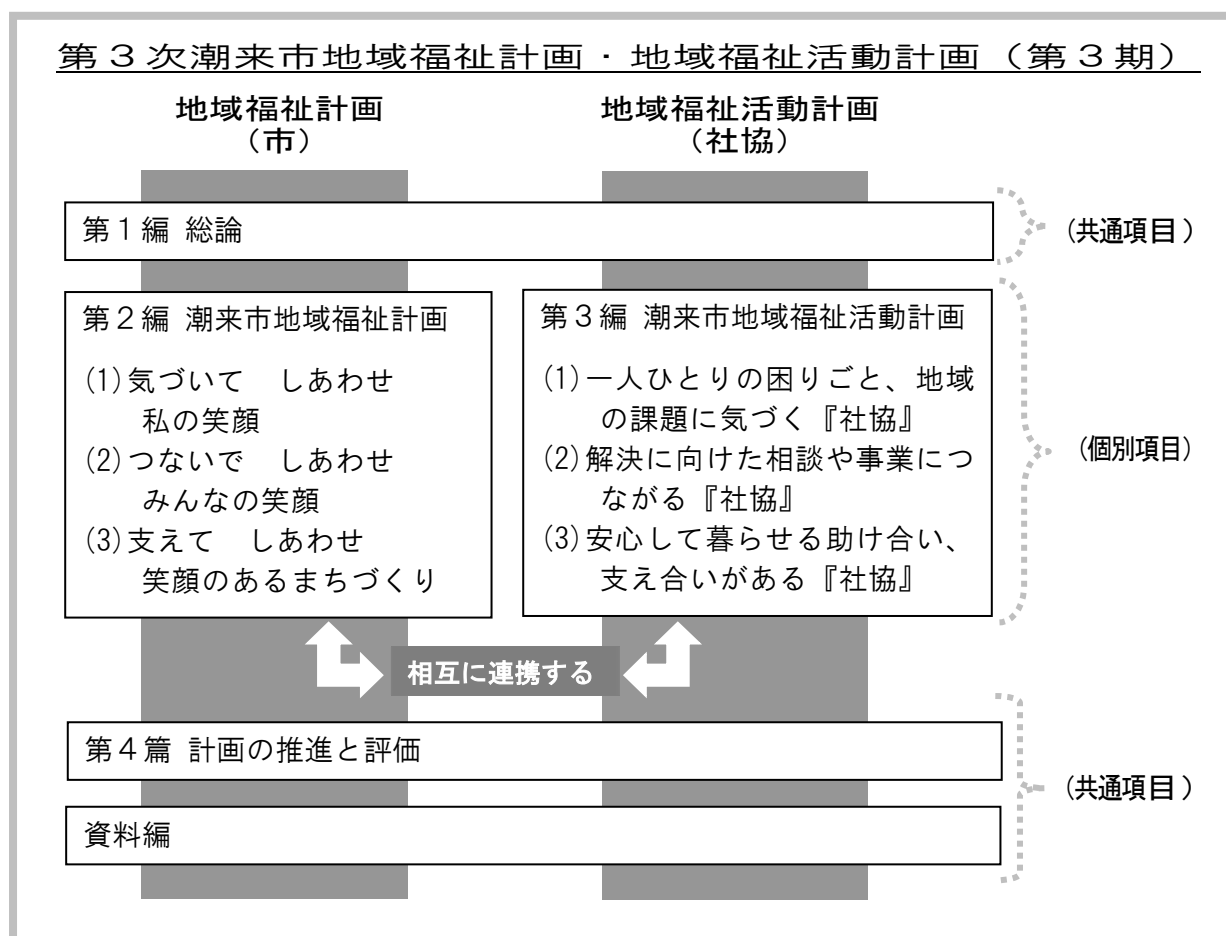 第３次潮来市地域福祉計画・地域福祉活動計画（第３期）
地域福祉計画
（市）
地域福祉活動計画
（社協）
第１編 総論
（共通項目）
第２編 潮来市地域福祉計画
(1)気づいて　しあわせ
私の笑顔
(2)つないで　しあわせ
みんなの笑顔
(3)支えて　しあわせ
笑顔のあるまちづくり
第３編 潮来市地域福祉活動計画
(1)一人ひとりの困りごと、地域
の課題に気づく『社協』
(2)解決に向けた相談や事業につ
ながる『社協』
(3)安心して暮らせる助け合い、
支え合いがある『社協』
（個別項目）
相互に連携する
第４篇 計画の推進と評価
資料編
（共通項目）